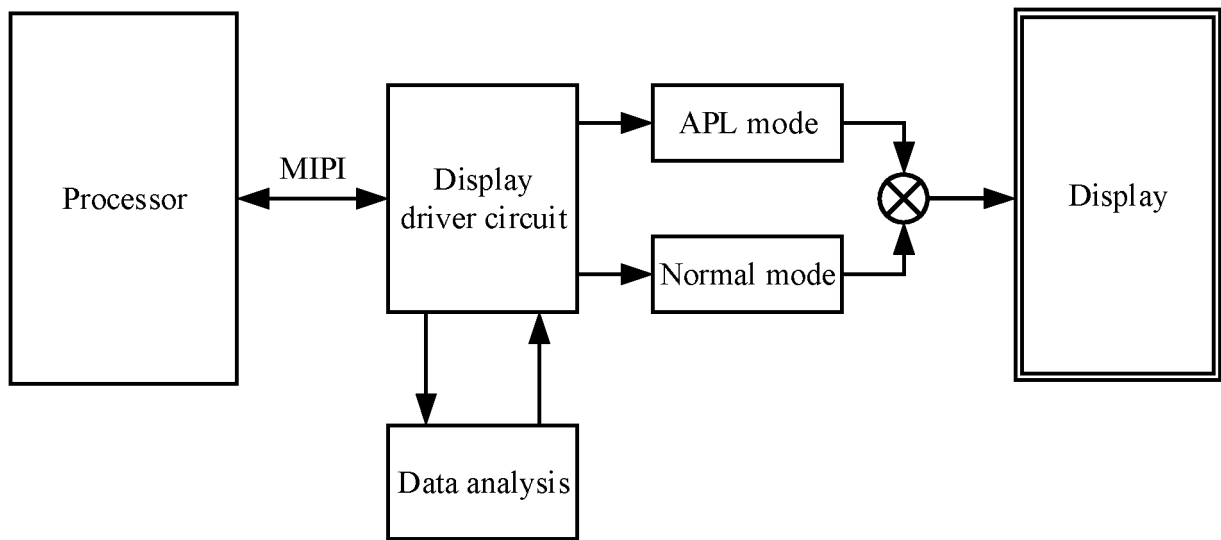 Processor
MIPI
Display
driver circuit
APL mode
Normal mode
Display
Data analysis